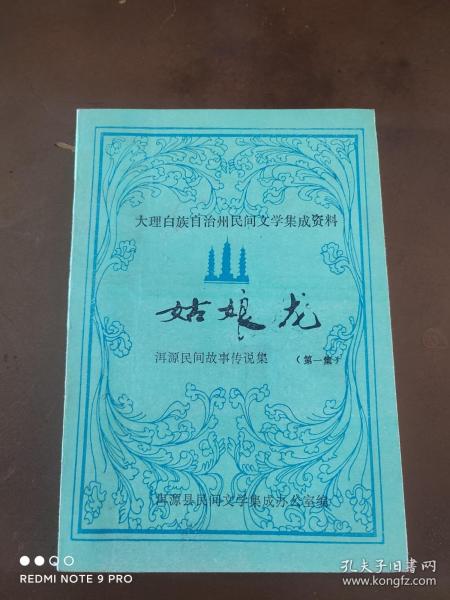 大理白族自治州民间文学集成资料
姑娘龙
洱源民间故事传说集 （第一集）
洱源县民间文学集成办公室编
REDMI NOTE 9 PRO
孔夫子旧书网
www.kongfz.com